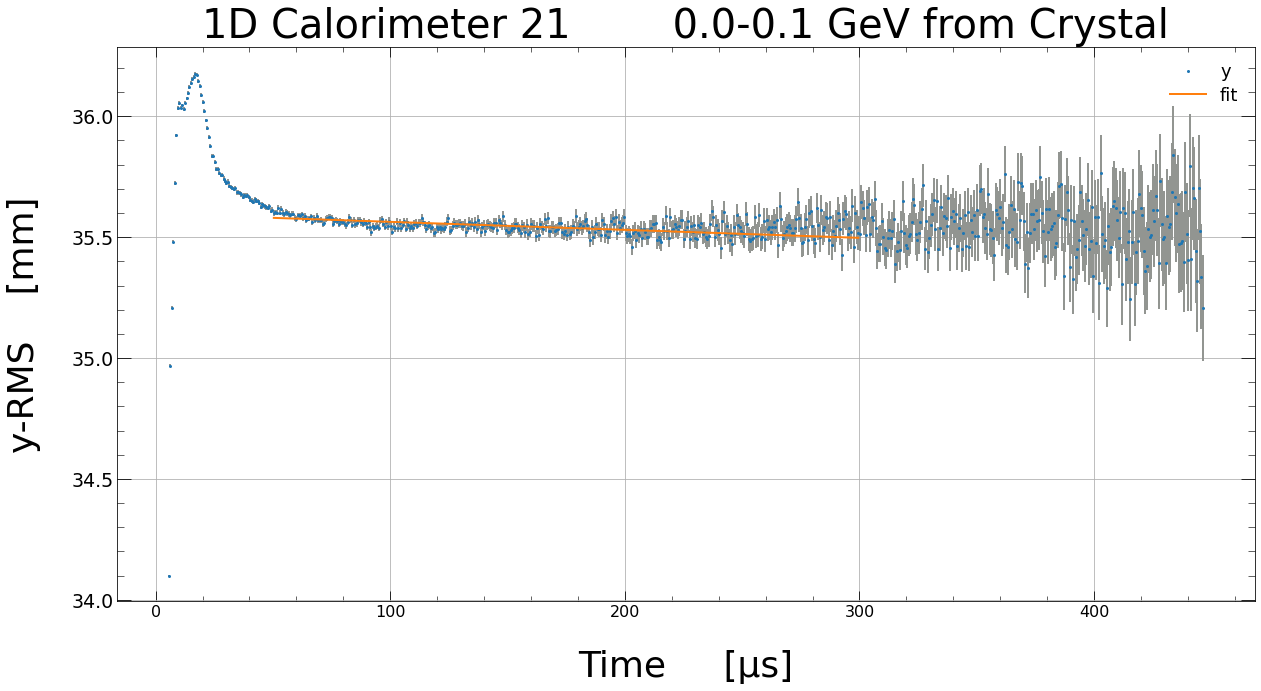 1D Calorimeter 21 0.0-0.1 GeV from Crystal
y
fit
y-RMS [mm]
36.0
35.5
35.0
34.5
34.0
0 100 200 300 400
Time [µs]